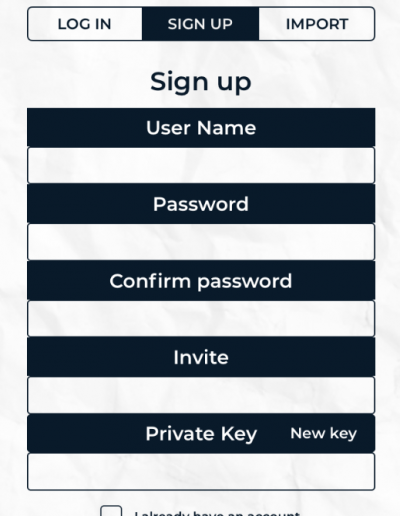 LOG IN SIGN UP IMPORT
Sign up
User Name
Password
Confirm password
Invite
Private Key New key
I already have an account